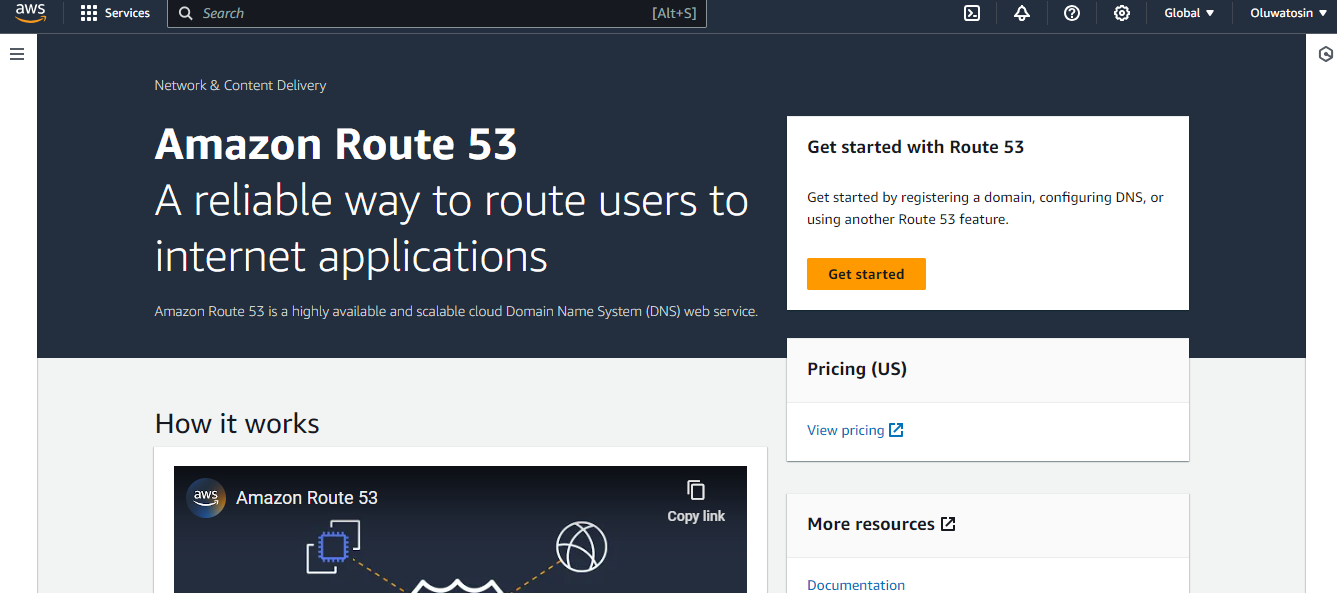 aws
Services
Search
[Alt+S]
Global
Oluwatosin
Network & Content Delivery
Amazon Route 53
A reliable way to route users to
internet applications
Amazon Route 53 is a highly available and scalable cloud Domain Name System (DNS) web service.
Get started with Route 53
Get started by registering a domain, configuring DNS, or
using another Route 53 feature.
Get started
Pricing (US)
View pricing
How it works
aws
Amazon Route 53
Copy link
More resources
Documentation